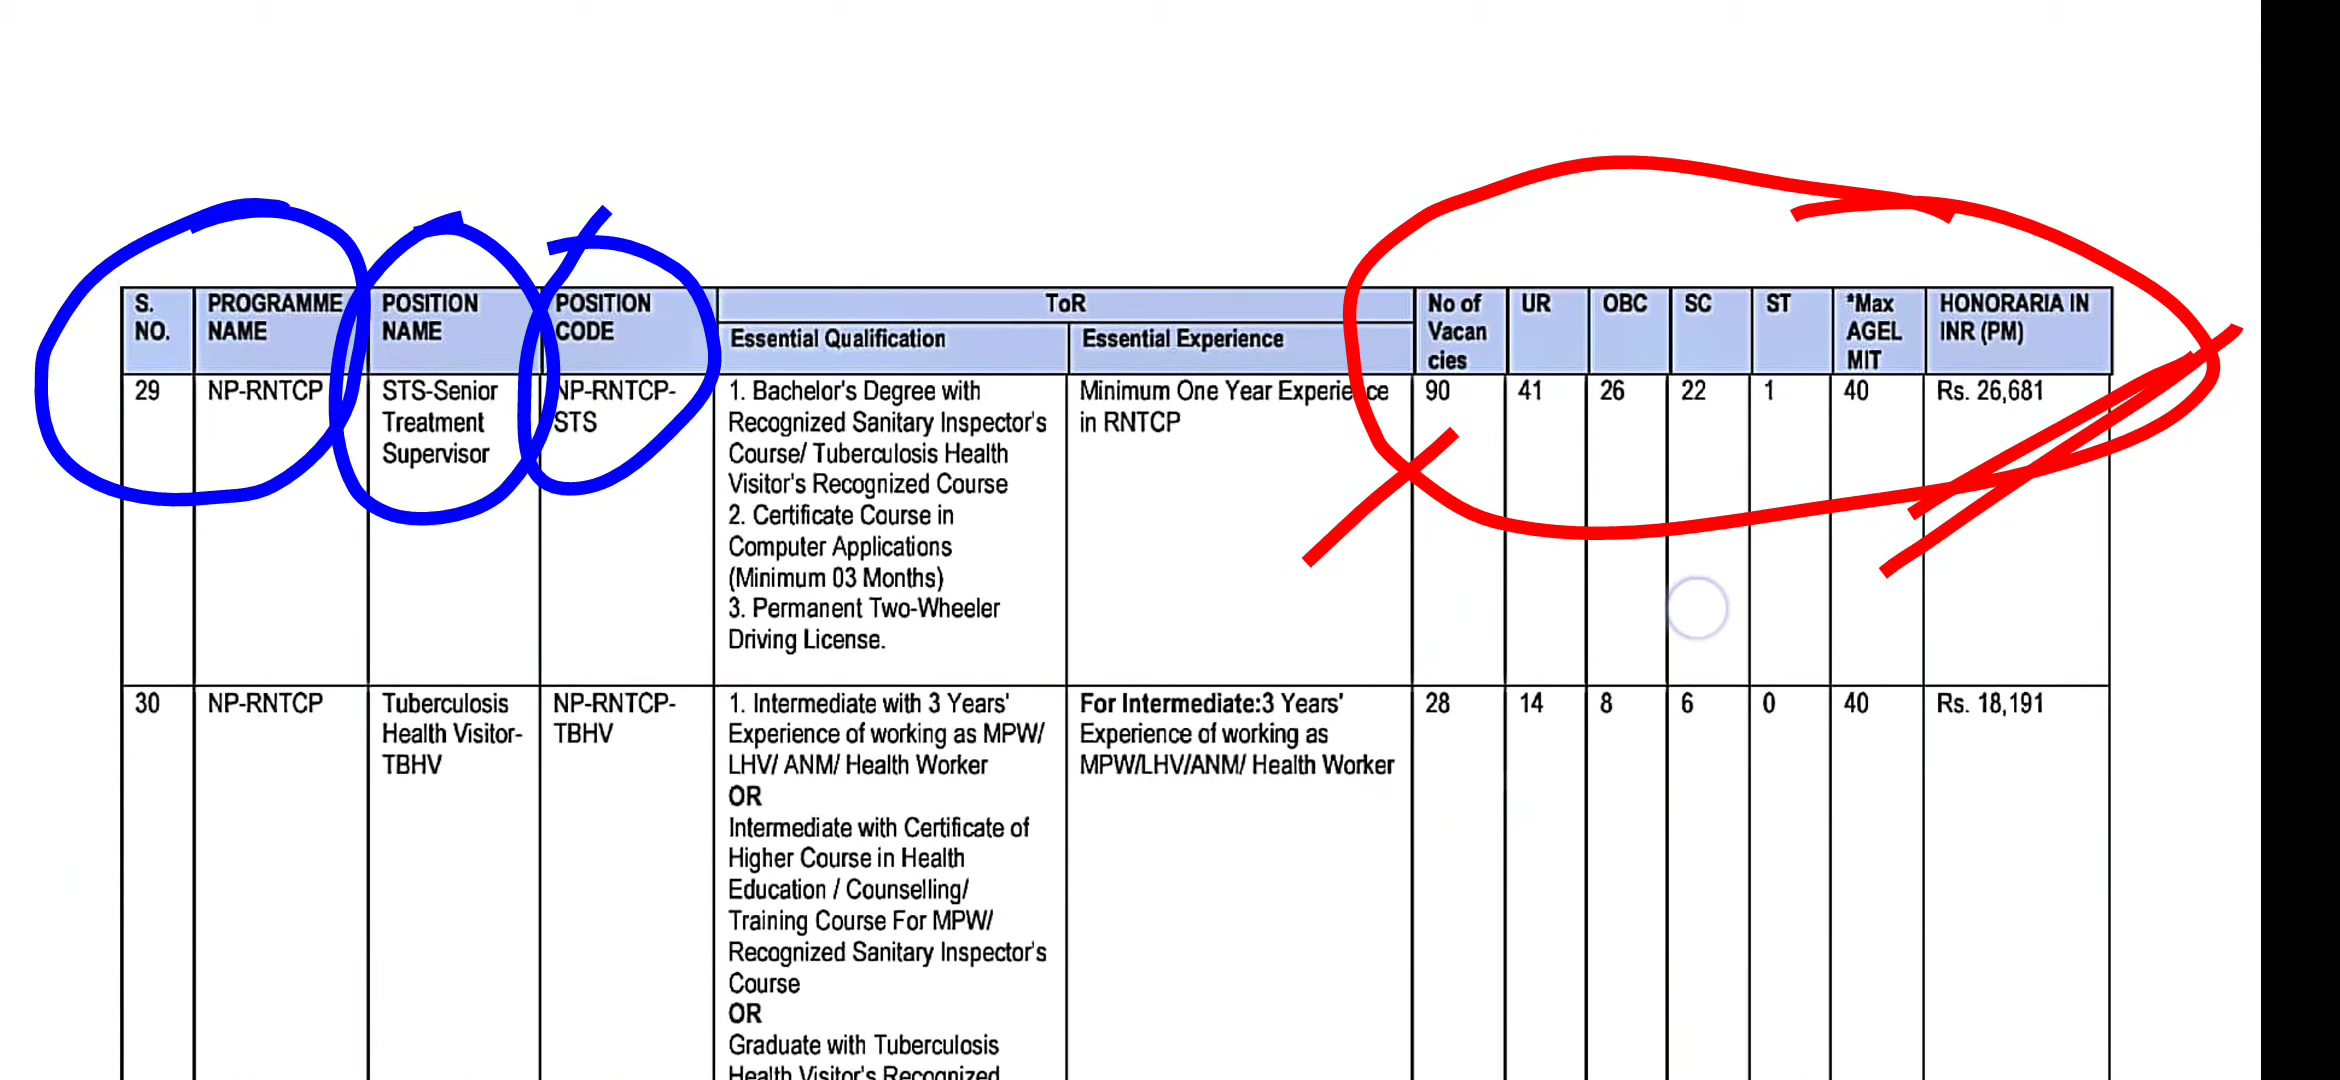 S. NO.
PROGRAMME NAME
POSITION NAME
POSITION CODE
ToR
Essential Qualification
Essential Experience
No of Vacan cies
UR
OBC
SC
ST
*Max AGEL MIT
HONORARIA IN INR (PM)
29
NP-RNTCP
STS-Senior
Treatment
Supervisor
NP-RNTCP-
STS
1. Bachelor's Degree with
Recognized Sanitary Inspector's
Course/ Tuberculosis Health
Visitor's Recognized Course
2. Certificate Course in
Computer Applications
(Minimum 03 Months)
3. Permanent Two-Wheeler
Driving License.
Minimum One Year Experience
in RNTCP
90
41
26
22
1
40
Rs. 26,681
30
NP-RNTCP
Tuberculosis
Health Visitor-
TBHV
NP-RNTCP-
TBHV
1. Intermediate with 3 Years'
Experience of working as MPW/
LHV/ ANM/ Health Worker
OR
Intermediate with Certificate of
Higher Course in Health
Education / Counselling/
Training Course For MPW/
Recognized Sanitary Inspector's
Course
OR
Graduate with Tuberculosis
Health Visitor's Recognized
For Intermediate:3 Years'
Experience of working as
MPW/LHV/ANM/ Health Worker
28
14
8
6
0
40
Rs. 18,191